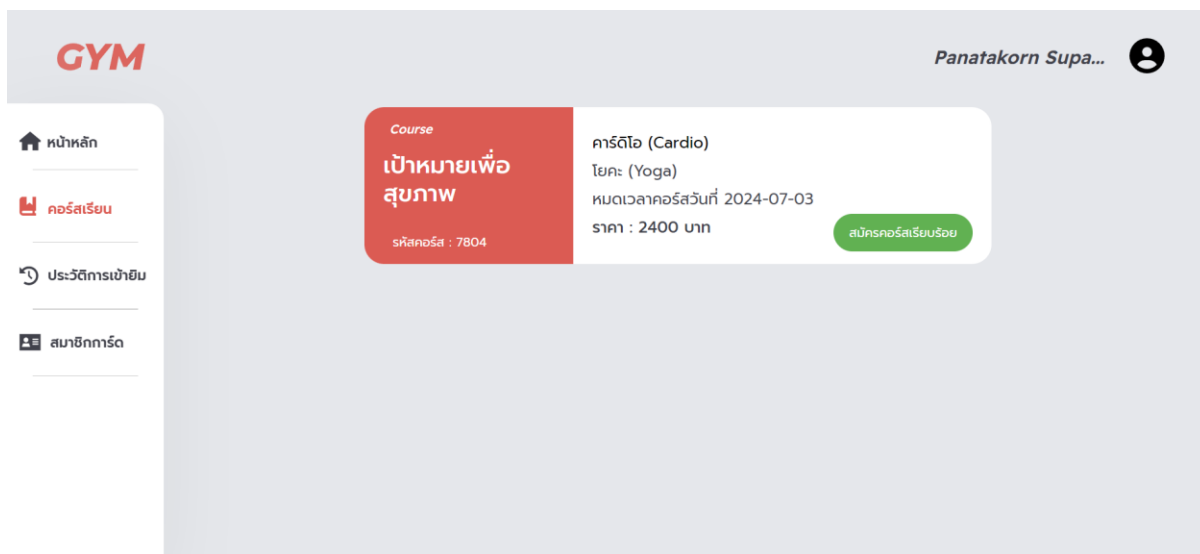 GYM
Panatakorn Supa...
หน้าหลัก
คอร์สเรียน
ประวัติการเข้ายิม
สมาชิกการ์ด
Course
เป้าหมายเพื่อ
สุขภาพ
รหัสคอร์ส : 7804
คาร์ดิโอ (Cardio)
โยคะ (Yoga)
หมดเวลาคอร์สวันที่ 2024-07-03
ราคา : 2400 บาท
สมัครคอร์สเรียบร้อย